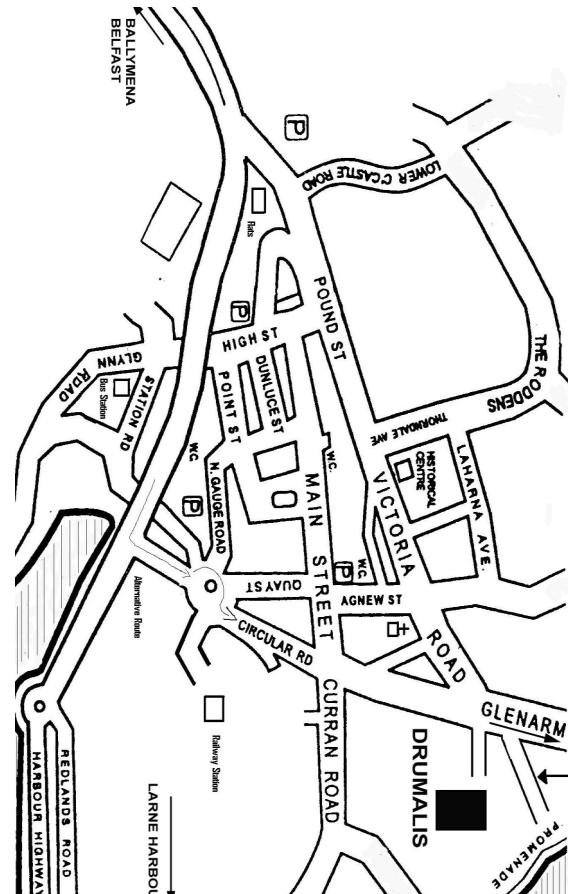 BALLYMENA
BELFAST
P
LOWER C'CASTLE ROAD
Flats
THE RODDENS
POUND ST
P
HIGH ST
DUNLUCE ST
POINT ST
GLYNN ROAD
STATION RD
Bus Station
THORNDALE AVE
LAHARNA AVE.
HISTORICAL
CENTRE
W.C.
W.C.
N. GAUGE ROAD
P
MAIN STREET
VICTORIA ROAD
P
W.C.
QUAY ST
AGNEW ST
Alternative Route
CIRCULAR RD
CURRAN ROAD
GLENARM
Railway Station
DRUMALIS
PROMENADE
LARNE HARBOU
REDLANDS ROAD
HARBOUR HIGHWAY